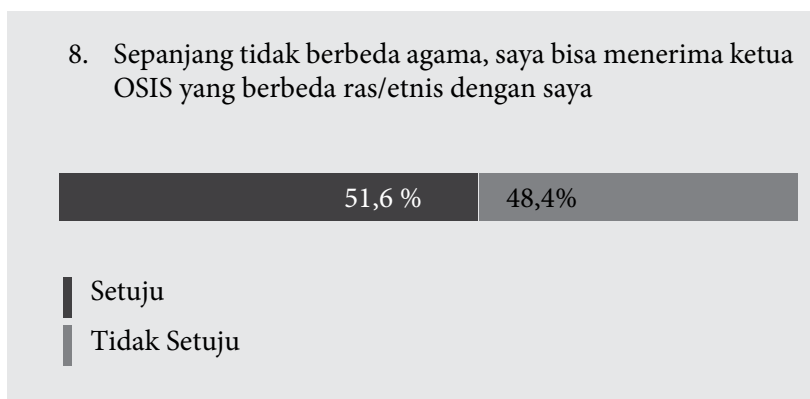 8. Sepanjang tidak berbeda agama, saya bisa menerima ketua
OSIS yang berbeda ras/etnis dengan saya
51,6 % 48,4%
Setuju
Tidak Setuju